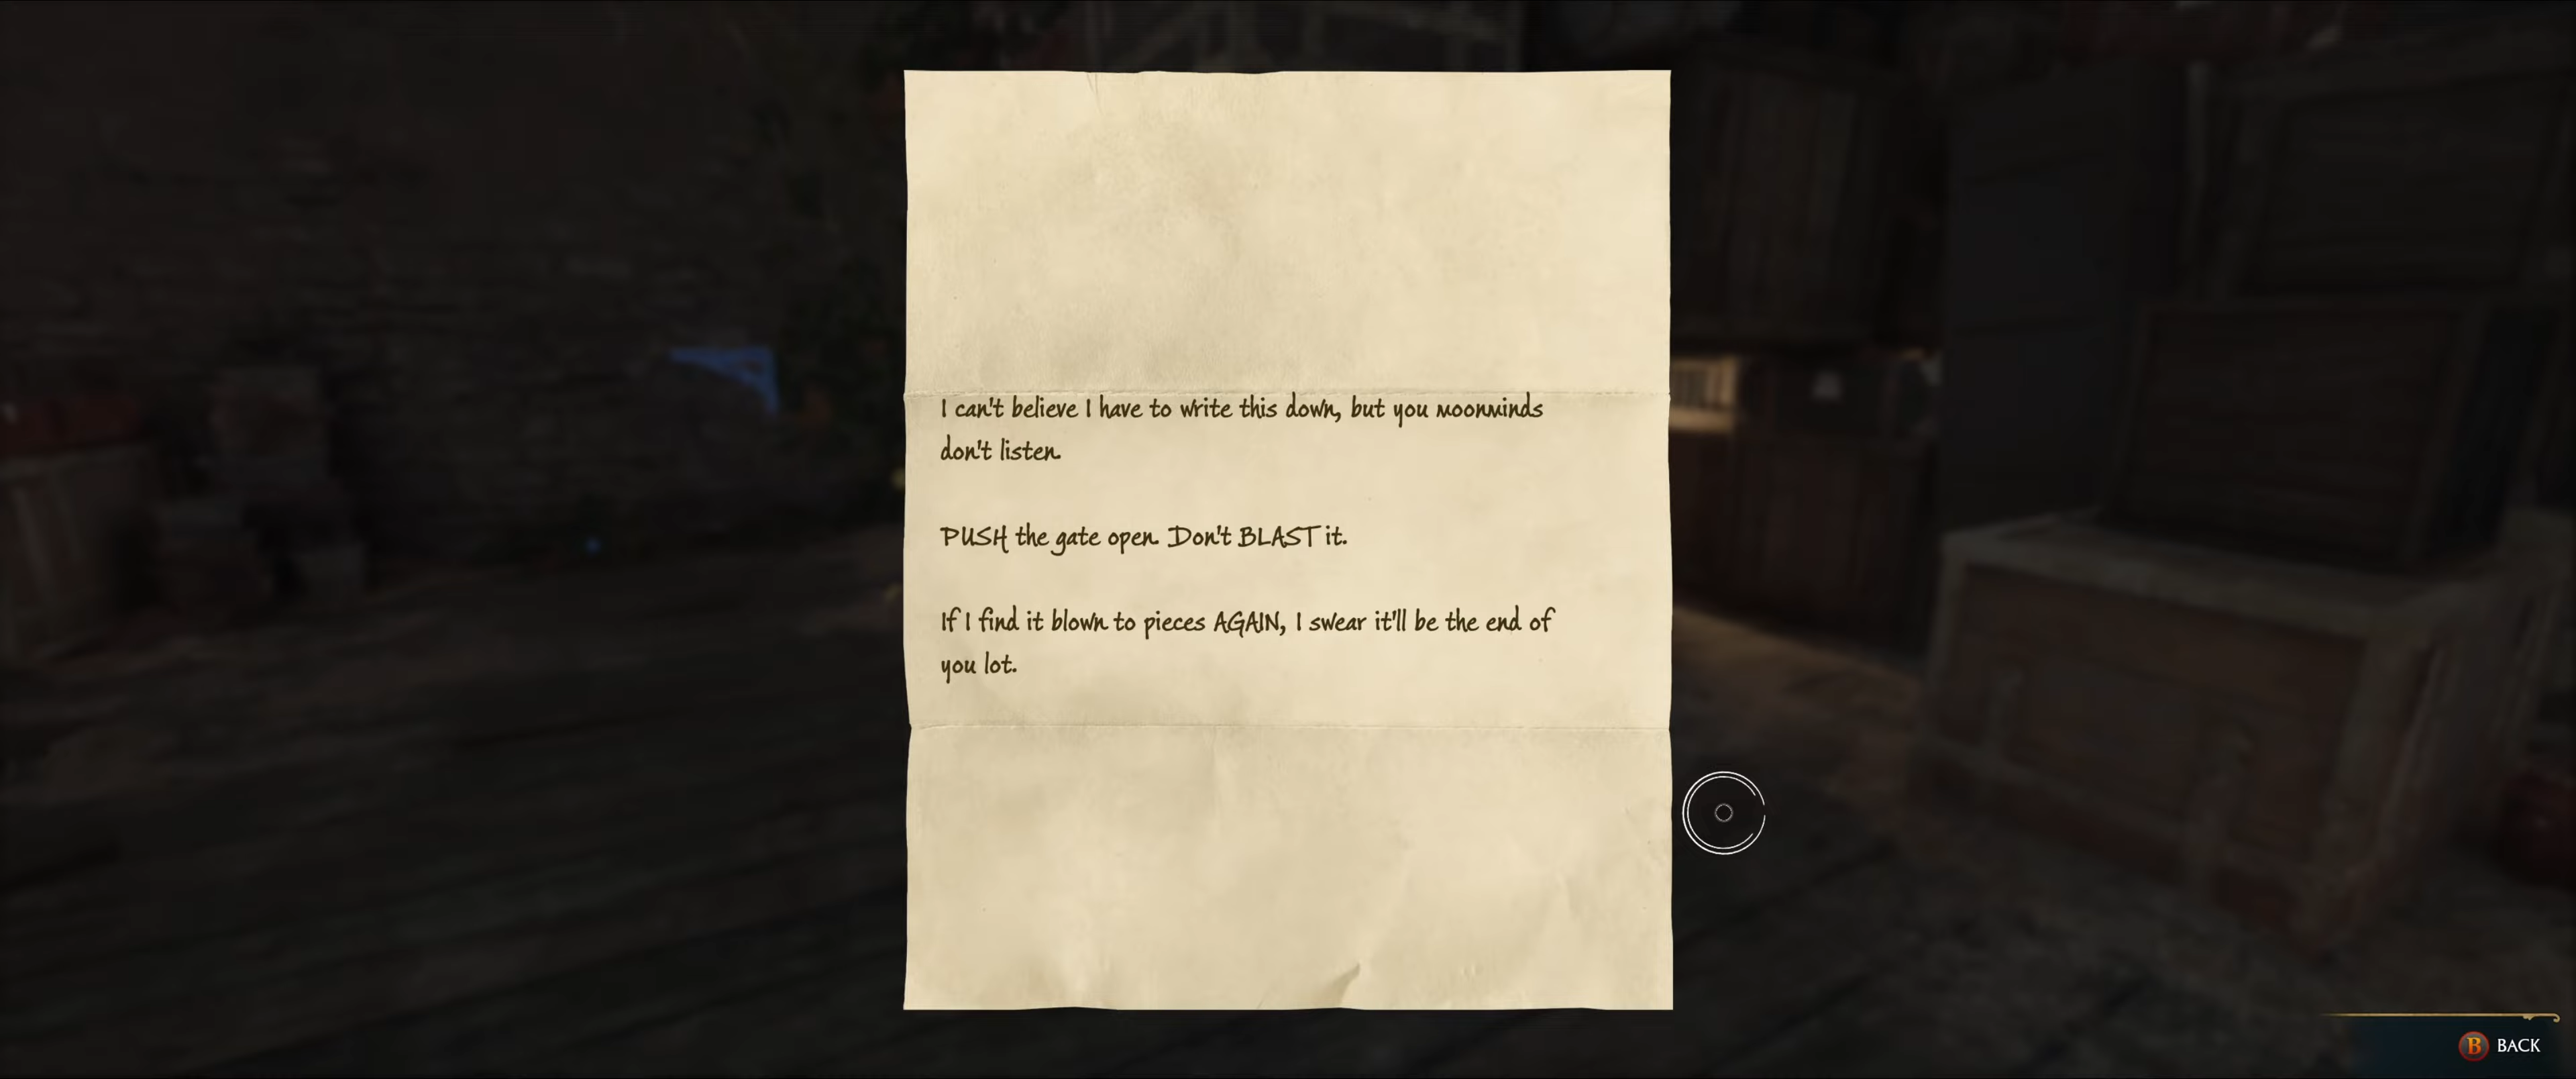 I can't believe I have to write this down, but you moonminds
don't listen.
PUSH the gate open. Don't BLAST it.
If I find it blown to pieces AGAIN, I swear it'll be the end of
you lot.
B BACK